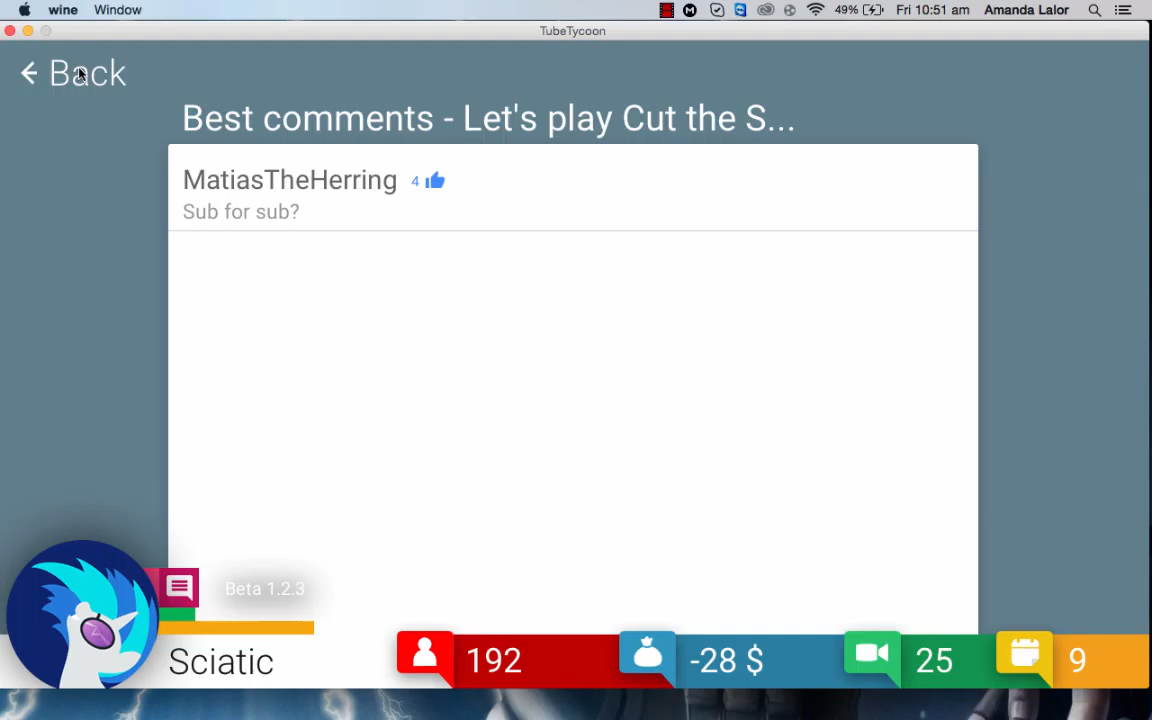 wine Window 49% Fri 10:51 am Amanda Lalor
TubeTycoon
Back
Best comments - Let's play Cut the S...
MatiasTheHerring 4
Sub for sub?
Beta 1.2.3
Sciatic 192 -28 $ 25 9